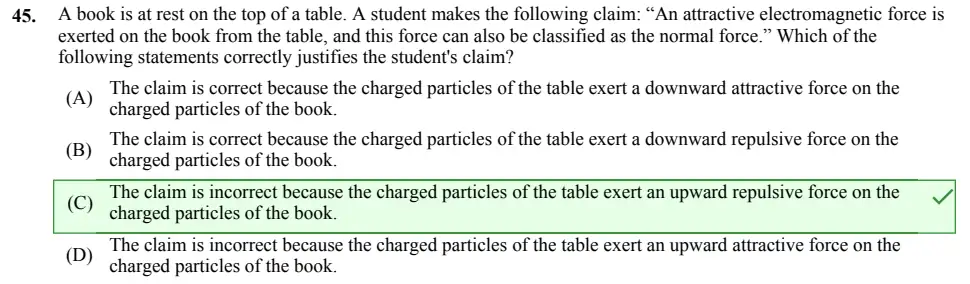 45. A book is at rest on the top of a table. A student makes the following claim: “An attractive electromagnetic force is
exerted on the book from the table, and this force can also be classified as the normal force.” Which of the
following statements correctly justifies the student's claim?
(A) The claim is correct because the charged particles of the table exert a downward attractive force on the
charged particles of the book.
(B) The claim is correct because the charged particles of the table exert a downward repulsive force on the
charged particles of the book.
(C) The claim is incorrect because the charged particles of the table exert an upward repulsive force on the
charged particles of the book.
(D) The claim is incorrect because the charged particles of the table exert an upward attractive force on the
charged particles of the book.